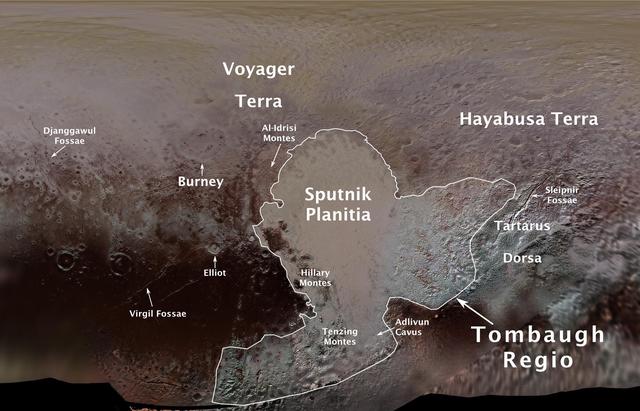 Voyager
Terra
Hayabusa Terra
Djanggawul
Fossae
Al-Idrisi
Montes
Burney
Sputnik
Planitia
Sleipnir
Fossae
Tartarus
Dorsa
Elliot
Hillary
Montes
Virgil Fossae
Tenzing
Montes
Adlivun
Cavus
Tombaugh
Regio